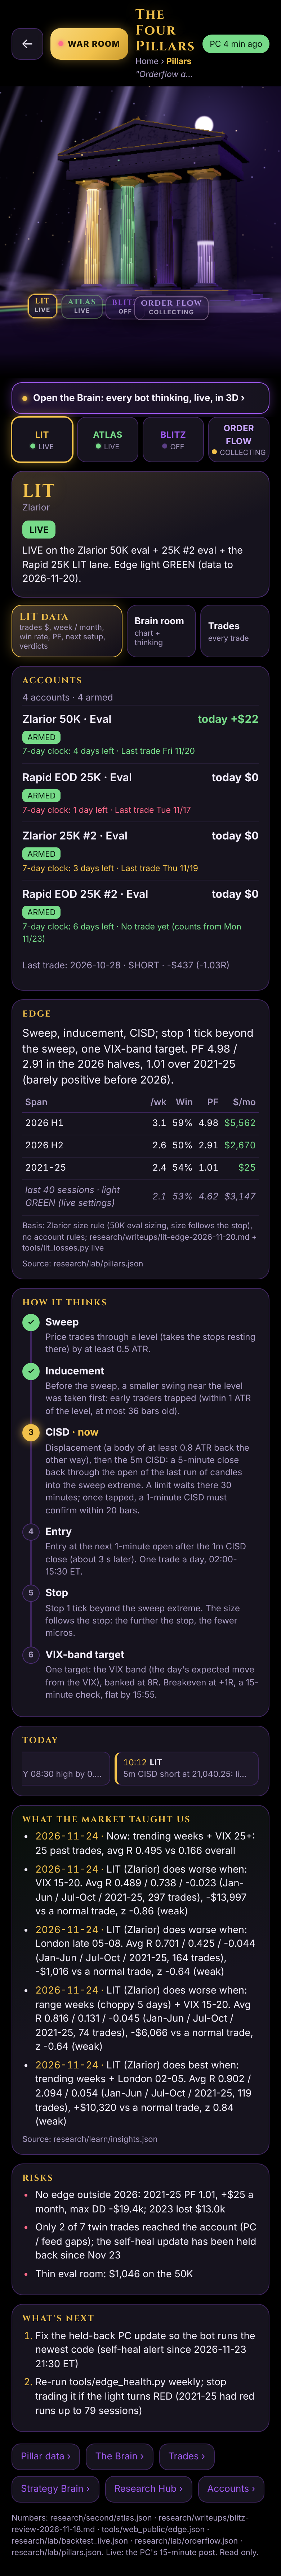 ←
WAR ROOM
THE
FOUR
PILLARS
Home › Pillars
"Orderflow a...
PC 4 min ago
LIT
LIVE
ATLAS
LIVE
BLIT
OFF
ORDER FLOW
COLLECTING
Open the Brain: every bot thinking, live, in 3D ›
LIT
LIVE
ATLAS
LIVE
BLITZ
OFF
ORDER
FLOW
COLLECTING
LIT
Zlarior
LIVE
LIVE on the Zlarior 50K eval + 25K #2 eval + the
Rapid 25K LIT lane. Edge light GREEN (data to
2026-11-20).
LIT DATA
trades $, week / month,
win rate, PF, next setup,
verdicts
Brain room
chart +
thinking
Trades
every trade
ACCOUNTS
4 accounts · 4 armed
Zlarior 50K · Eval
today +$22
ARMED
7-day clock: 4 days left · Last trade Fri 11/20
Rapid EOD 25K · Eval
today $0
ARMED
7-day clock: 1 day left · Last trade Tue 11/17
Zlarior 25K #2 · Eval
today $0
ARMED
7-day clock: 3 days left · Last trade Thu 11/19
Rapid EOD 25K #2 · Eval
today $0
ARMED
7-day clock: 6 days left · No trade yet (counts from Mon
11/23)
Last trade: 2026-10-28 · SHORT · -$437 (-1.03R)
EDGE
Sweep, inducement, CISD; stop 1 tick beyond
the sweep, one VIX-band target. PF 4.98 /
2.91 in the 2026 halves, 1.01 over 2021-25
(barely positive before 2026).
Span /wk Win PF $/mo
2026 H1 3.1 59% 4.98 $5,562
2026 H2 2.6 50% 2.91 $2,670
2021-25 2.4 54% 1.01 $25
last 40 sessions · light
GREEN (live settings) 2.1 53% 4.62 $3,147
Basis: Zlarior size rule (50K eval sizing, size follows the stop),
no account rules; research/writeups/lit-edge-2026-11-20.md +
tools/lit_losses.py live
Source: research/lab/pillars.json
HOW IT THINKS
✓ Sweep
Price trades through a level (takes the stops resting
there) by at least 0.5 ATR.
✓ Inducement
Before the sweep, a smaller swing near the level
was taken first: early traders trapped (within 1 ATR
of the level, at most 36 bars old).
3 CISD · now
Displacement (a body of at least 0.8 ATR back the
other way), then the 5m CISD: a 5-minute close
back through the open of the last run of candles
into the sweep extreme. A limit waits there 30
minutes; once tapped, a 1-minute CISD must
confirm within 20 bars.
4 Entry
Entry at the next 1-minute open after the 1m CISD
close (about 3 s later). One trade a day, 02:00-
15:30 ET.
5 Stop
Stop 1 tick beyond the sweep extreme. The size
follows the stop: the further the stop, the fewer
micros.
6 VIX-band target
One target: the VIX band (the day's expected move
from the VIX), banked at 8R. Breakeven at +1R, a 15-
minute check, flat by 15:55.
TODAY
Y 08:30 high by 0....
10:12 LIT
5m CISD short at 21,040.25: li...
WHAT THE MARKET TAUGHT US
• 2026-11-24 · Now: trending weeks + VIX 25+:
25 past trades, avg R 0.495 vs 0.166 overall
• 2026-11-24 · LIT (Zlarior) does worse when:
VIX 15-20. Avg R 0.489 / 0.738 / -0.023 (Jan-
Jun / Jul-Oct / 2021-25, 297 trades), -$13,997
vs a normal trade, z -0.86 (weak)
• 2026-11-24 · LIT (Zlarior) does worse when:
London late 05-08. Avg R 0.701 / 0.425 / -0.044
(Jan-Jun / Jul-Oct / 2021-25, 164 trades),
-$1,016 vs a normal trade, z -0.64 (weak)
• 2026-11-24 · LIT (Zlarior) does worse when:
range weeks (choppy 5 days) + VIX 15-20. Avg
R 0.816 / 0.131 / -0.045 (Jan-Jun / Jul-Oct /
2021-25, 74 trades), -$6,066 vs a normal trade,
z -0.64 (weak)
• 2026-11-24 · LIT (Zlarior) does best when:
trending weeks + London 02-05. Avg R 0.902 /
2.094 / 0.054 (Jan-Jun / Jul-Oct / 2021-25, 119
trades), +$10,320 vs a normal trade, z 0.84
(weak)
Source: research/learn/insights.json
RISKS
• No edge outside 2026: 2021-25 PF 1.01, +$25 a
month, max DD -$19.4k; 2023 lost $13.0k
• Only 2 of 7 twin trades reached the account (PC
/ feed gaps); the self-heal update has been held
back since Nov 23
• Thin eval room: $1,046 on the 50K
WHAT'S NEXT
1. Fix the held-back PC update so the bot runs the
newest code (self-heal alert since 2026-11-23
21:30 ET)
2. Re-run tools/edge_health.py weekly; stop
trading it if the light turns RED (2021-25 had red
runs up to 79 sessions)
Pillar data ›
The Brain ›
Trades ›
Strategy Brain ›
Research Hub ›
Accounts ›
Numbers: research/second/atlas.json · research/writeups/blitz-
review-2026-11-18.md · tools/web_public/edge.json ·
research/lab/backtest_live.json · research/lab/orderflow.json ·
research/lab/pillars.json. Live: the PC's 15-minute post. Read only.